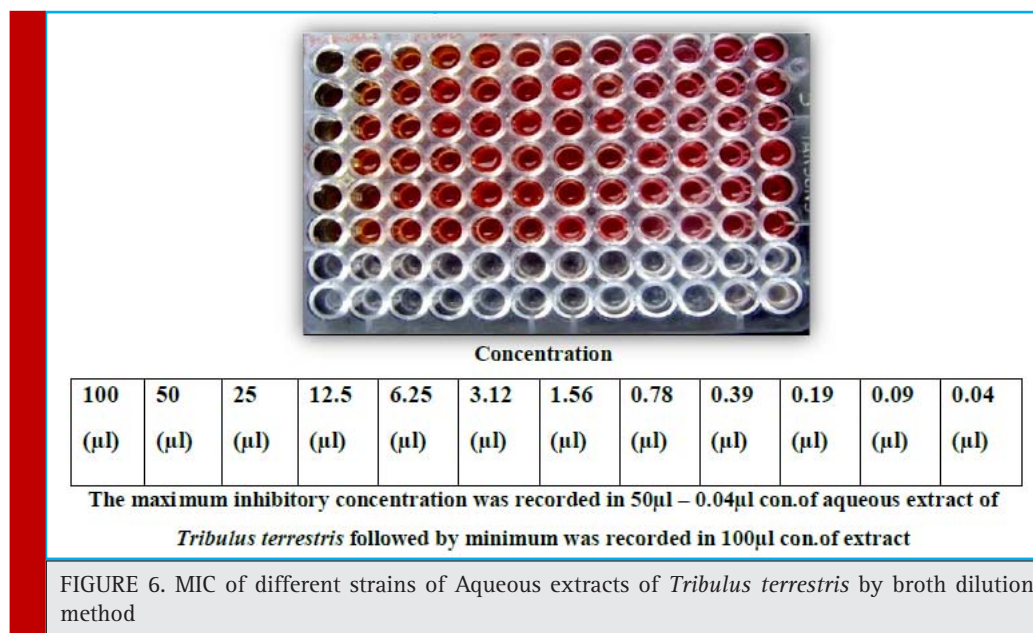 TARSONS
Concentration
100 50 25 12.5 6.25 3.12 1.56 0.78 0.39 0.19 0.09 0.04
(µl) (µl) (µl) (µl) (µl) (µl) (µl) (µl) (µl) (µl) (µl) (µl)
The maximum inhibitory concentration was recorded in 50µl – 0.04µl con.of aqueous extract of
Tribulus terrestris followed by minimum was recorded in 100µl con.of extract
FIGURE 6. MIC of different strains of Aqueous extracts of Tribulus terrestris by broth dilution
method